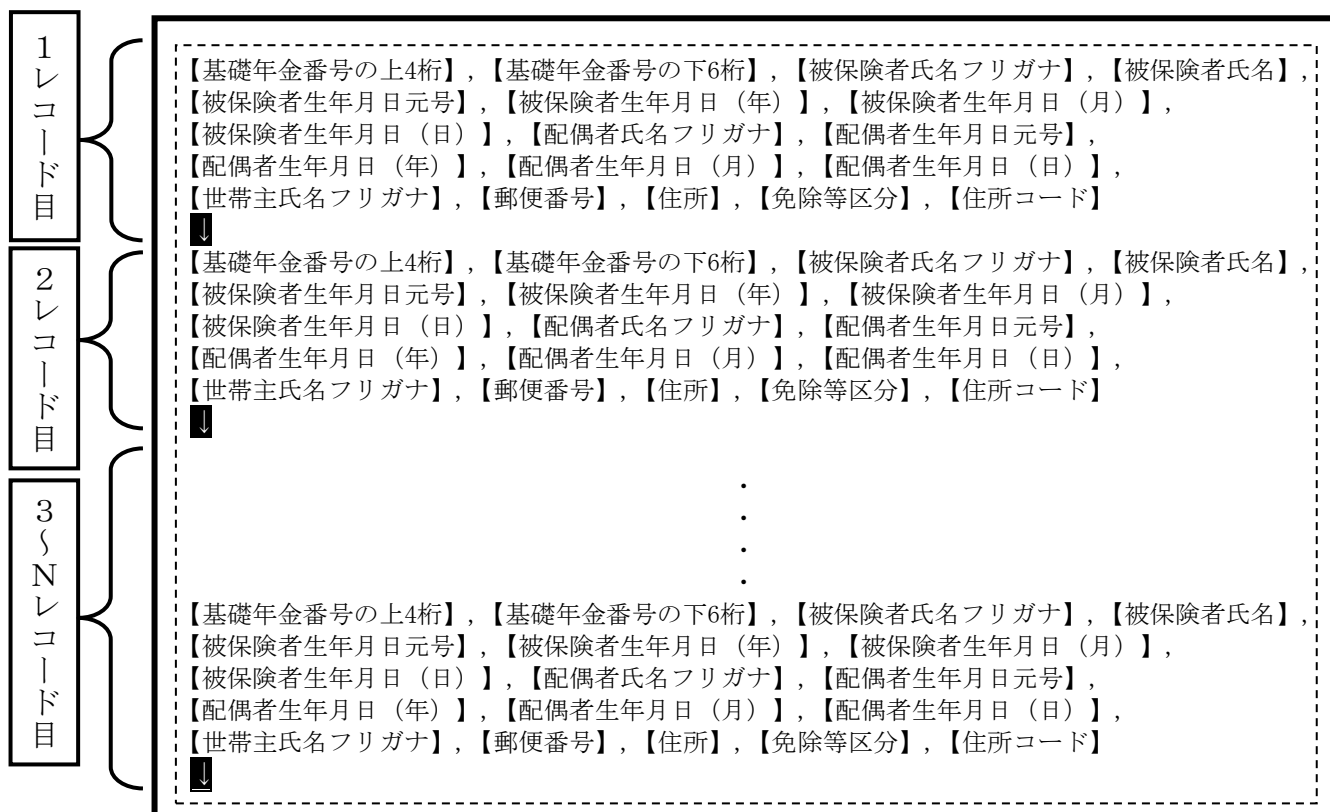 1レコード目
【基礎年金番号の上4桁】,【基礎年金番号の下6桁】,【被保険者氏名フリガナ】,【被保険者氏名】,
【被保険者生年月日元号】,【被保険者生年月日（年）】,【被保険者生年月日（月）】,
【被保険者生年月日（日）】,【配偶者氏名フリガナ】,【配偶者生年月日元号】,
【配偶者生年月日（年）】,【配偶者生年月日（月）】,【配偶者生年月日（日）】,
【世帯主氏名フリガナ】,【郵便番号】,【住所】,【免除等区分】,【住所コード】
↓
2レコード目
【基礎年金番号の上4桁】,【基礎年金番号の下6桁】,【被保険者氏名フリガナ】,【被保険者氏名】,
【被保険者生年月日元号】,【被保険者生年月日（年）】,【被保険者生年月日（月）】,
【被保険者生年月日（日）】,【配偶者氏名フリガナ】,【配偶者生年月日元号】,
【配偶者生年月日（年）】,【配偶者生年月日（月）】,【配偶者生年月日（日）】,
【世帯主氏名フリガナ】,【郵便番号】,【住所】,【免除等区分】,【住所コード】
↓
・
・
・
・
3～Nレコード目
【基礎年金番号の上4桁】,【基礎年金番号の下6桁】,【被保険者氏名フリガナ】,【被保険者氏名】,
【被保険者生年月日元号】,【被保険者生年月日（年）】,【被保険者生年月日（月）】,
【被保険者生年月日（日）】,【配偶者氏名フリガナ】,【配偶者生年月日元号】,
【配偶者生年月日（年）】,【配偶者生年月日（月）】,【配偶者生年月日（日）】,
【世帯主氏名フリガナ】,【郵便番号】,【住所】,【免除等区分】,【住所コード】
↓